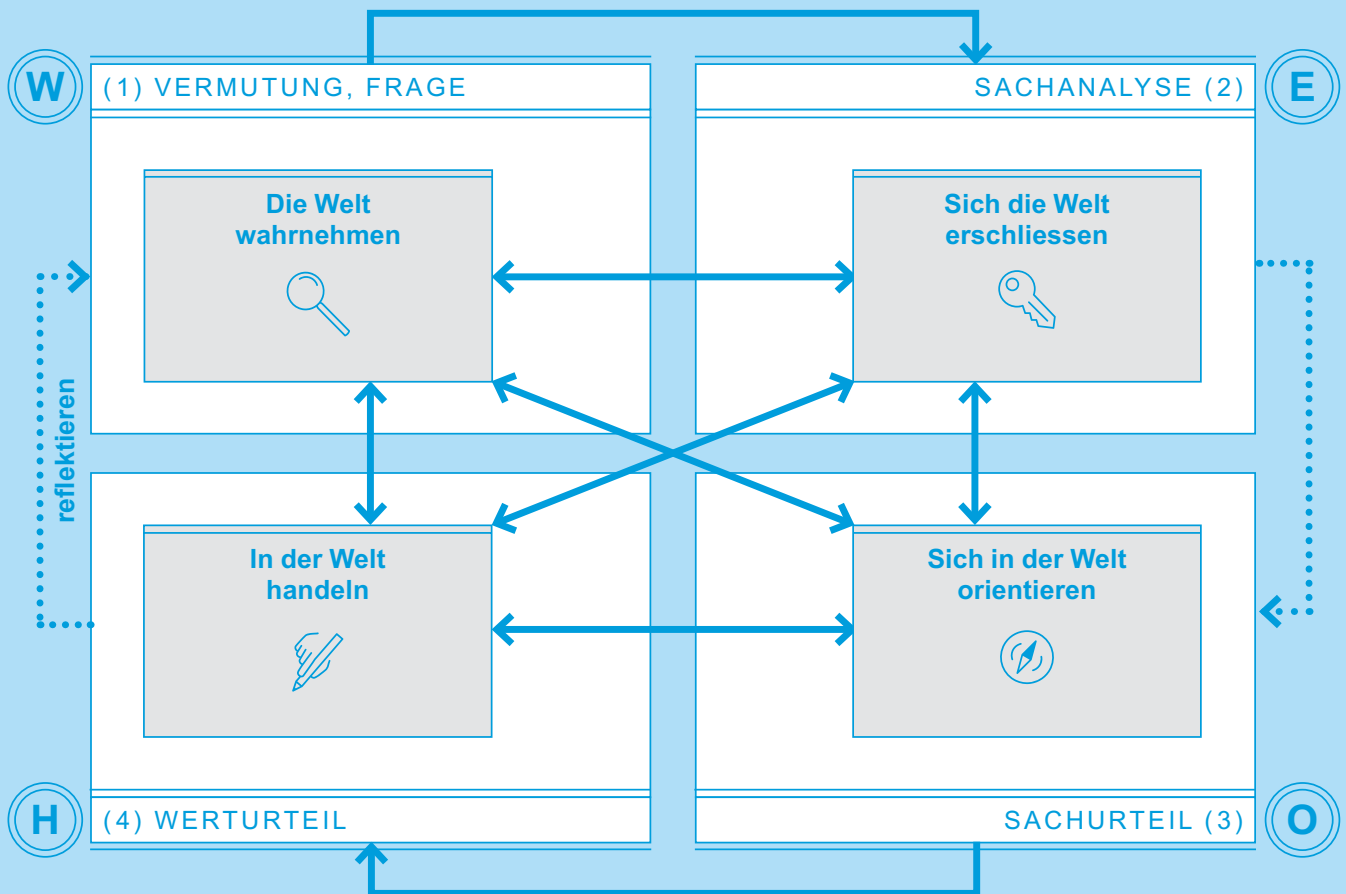 W
(1) VERMUTUNG, FRAGE
SACHANALYSE (2)
E
Die Welt
wahrnehmen
Sich die Welt
erschliessen
reflektieren
In der Welt
handeln
Sich in der Welt
orientieren
H
(4) WERTURTEIL
SACHURTEIL (3)
O